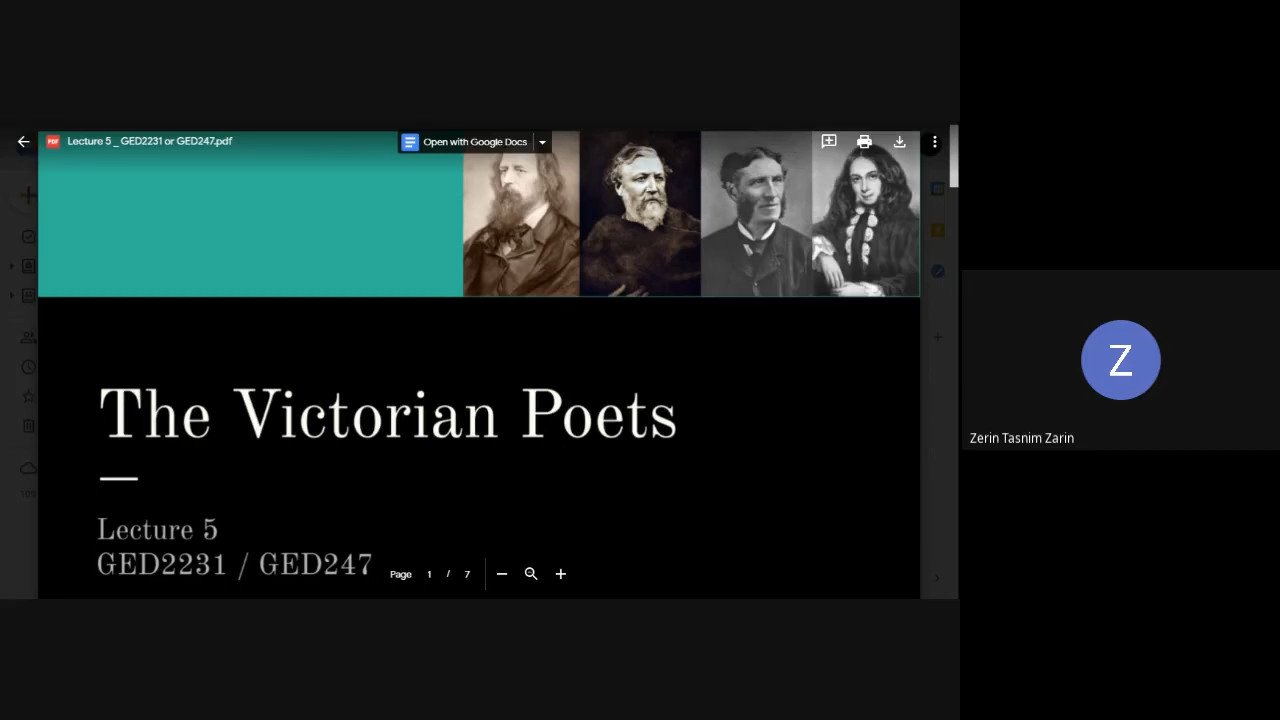 Lecture 5 _ GED2231 or GED247.pdf
Open with Google Docs
The Victorian Poets
Lecture 5
GED2231 / GED247
Page 1 / 7
Z
Zerin Tasnim Zarin